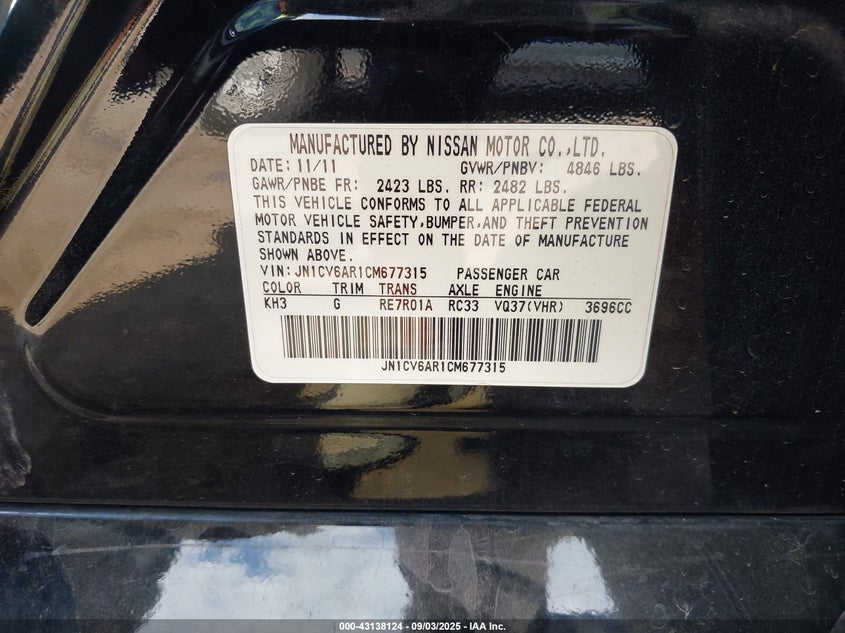 MANUFACTURED BY NISSAN MOTOR CO.,LTD.
DATE: 11/11 GVWR/PNBV: 4846 LBS.
GAWR/PNBE FR: 2423 LBS. RR: 2482 LBS.
THIS VEHICLE CONFORMS TO ALL APPLICABLE FEDERAL
MOTOR VEHICLE SAFETY,BUMPER,AND THEFT PREVENTION
STANDARDS IN EFFECT ON THE DATE OF MANUFACTURE
SHOWN ABOVE.
VIN:JN1CV6AR1CM677315 PASSENGER CAR
COLOR TRIM TRANS AXLE ENGINE
KH3 G RE7R01A RC33 VQ37(VHR) 3696CC
JN1CV6AR1CM677315
000-43138124 - 09/03/2025 - IAA Inc.